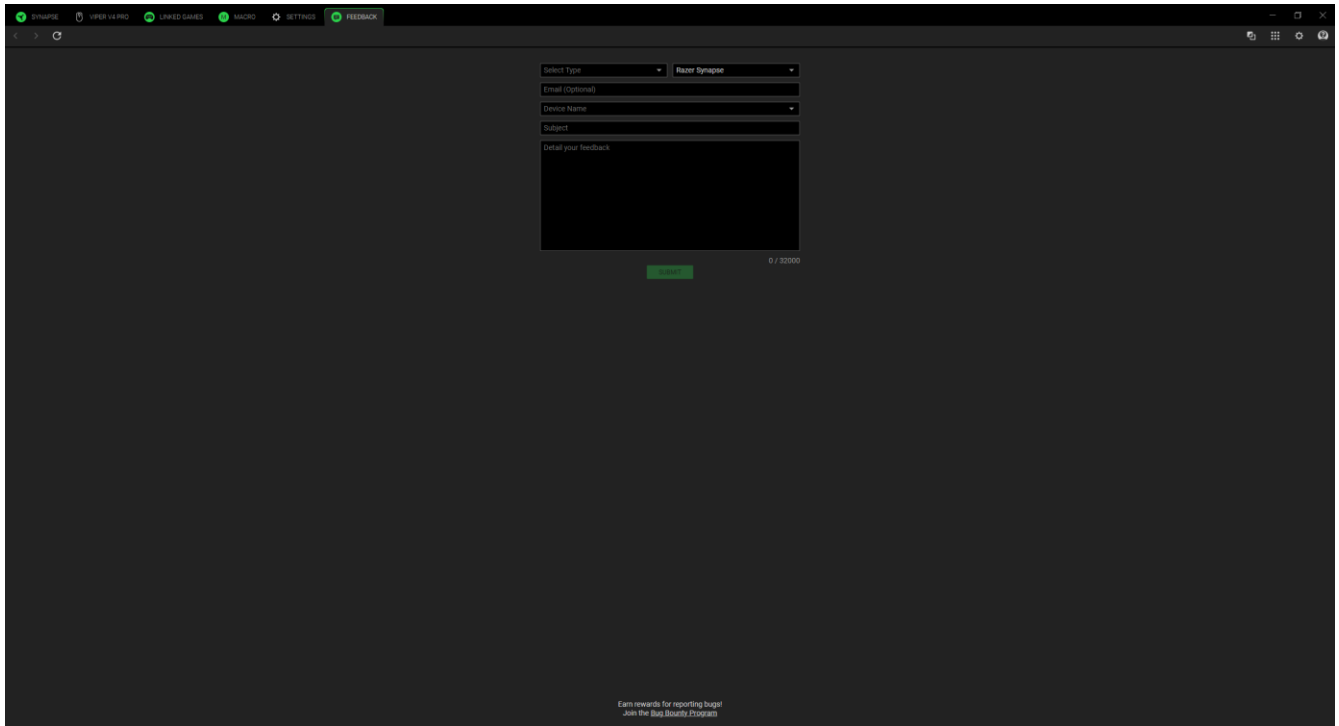 SYNAPSE VIPER V4 PRO LINKED GAMES MACRO SETTINGS FEEDBACK
Select Type Razer Synapse
Email (Optional)
Device Name
Subject
Detail your feedback
0 / 32000
SUBMIT
Earn rewards for reporting bugs!
Join the Bug Bounty Program